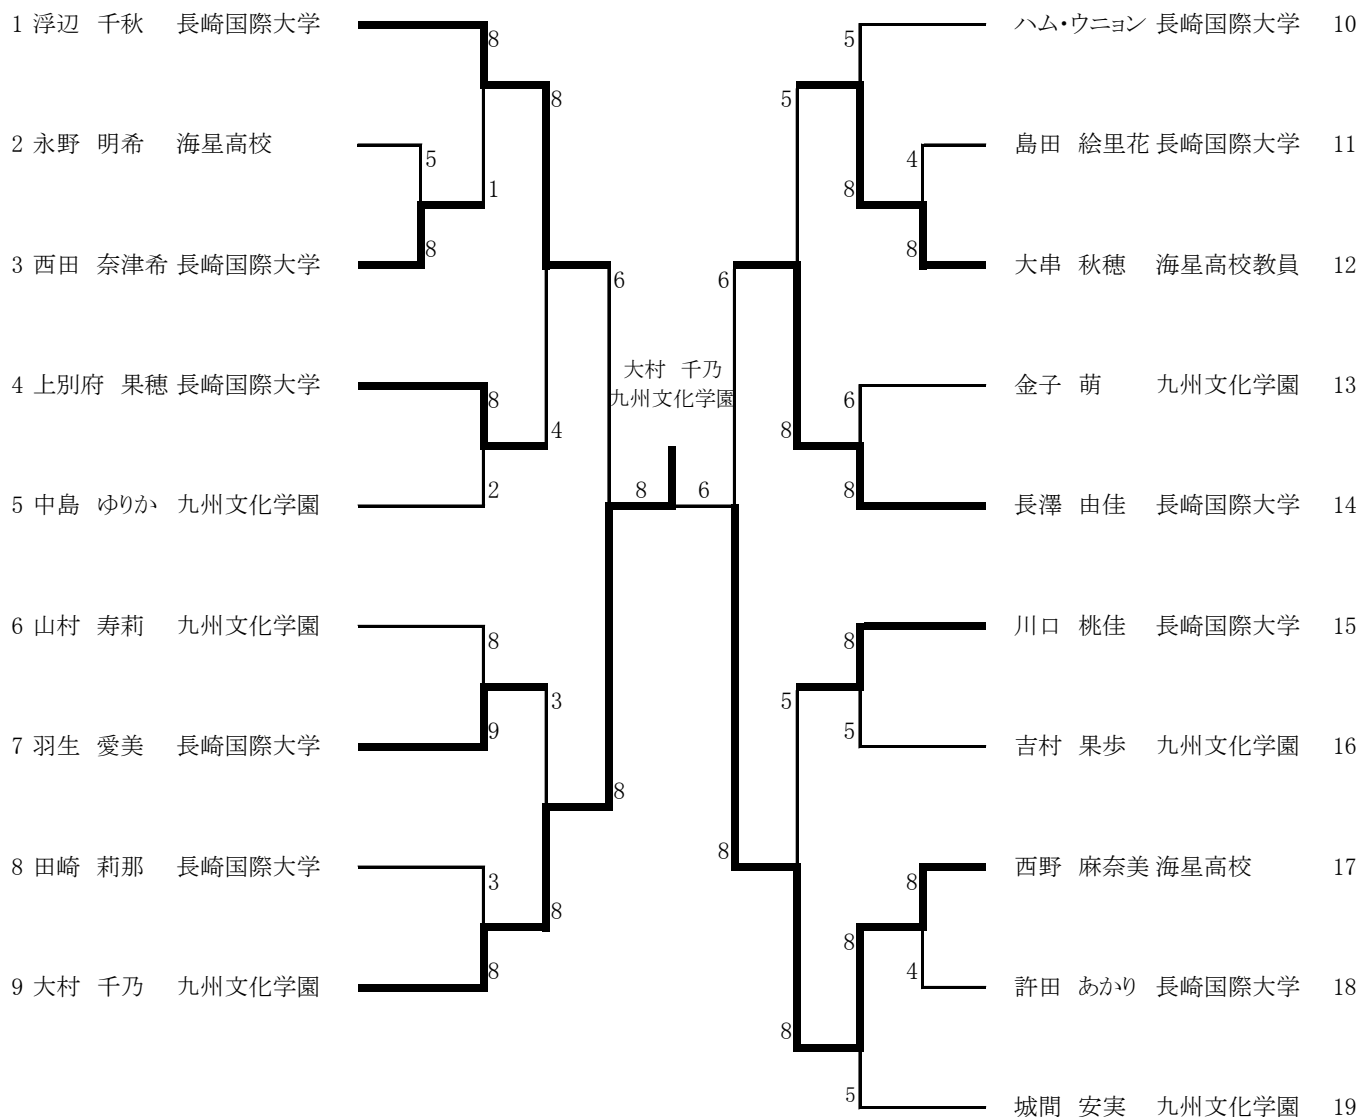 1 浮辺 千秋 長崎国際大学
8
8
2 永野 明希 海星高校
5
1
8
3 西田 奈津希 長崎国際大学
6
4 上別府 果穂 長崎国際大学
8
4
2
5 中島 ゆりか 九州文化学園
6 山村 寿莉 九州文化学園
8
3
9
7 羽生 愛美 長崎国際大学
8
8 田崎 莉那 長崎国際大学
3
8
8
9 大村 千乃 九州文化学園
大村 千乃
九州文化学園
8 6
ハム・ウニョン 長崎国際大学 10
5
5
島田 絵里花 長崎国際大学 11
4
8
8
大串 秋穂 海星高校教員 12
6
金子 萌 九州文化学園 13
6
8
8
長澤 由佳 長崎国際大学 14
川口 桃佳 長崎国際大学 15
8
5
5
吉村 果歩 九州文化学園 16
8
西野 麻奈美 海星高校 17
8
8
4
許田 あかり 長崎国際大学 18
8
5
城間 安実 九州文化学園 19